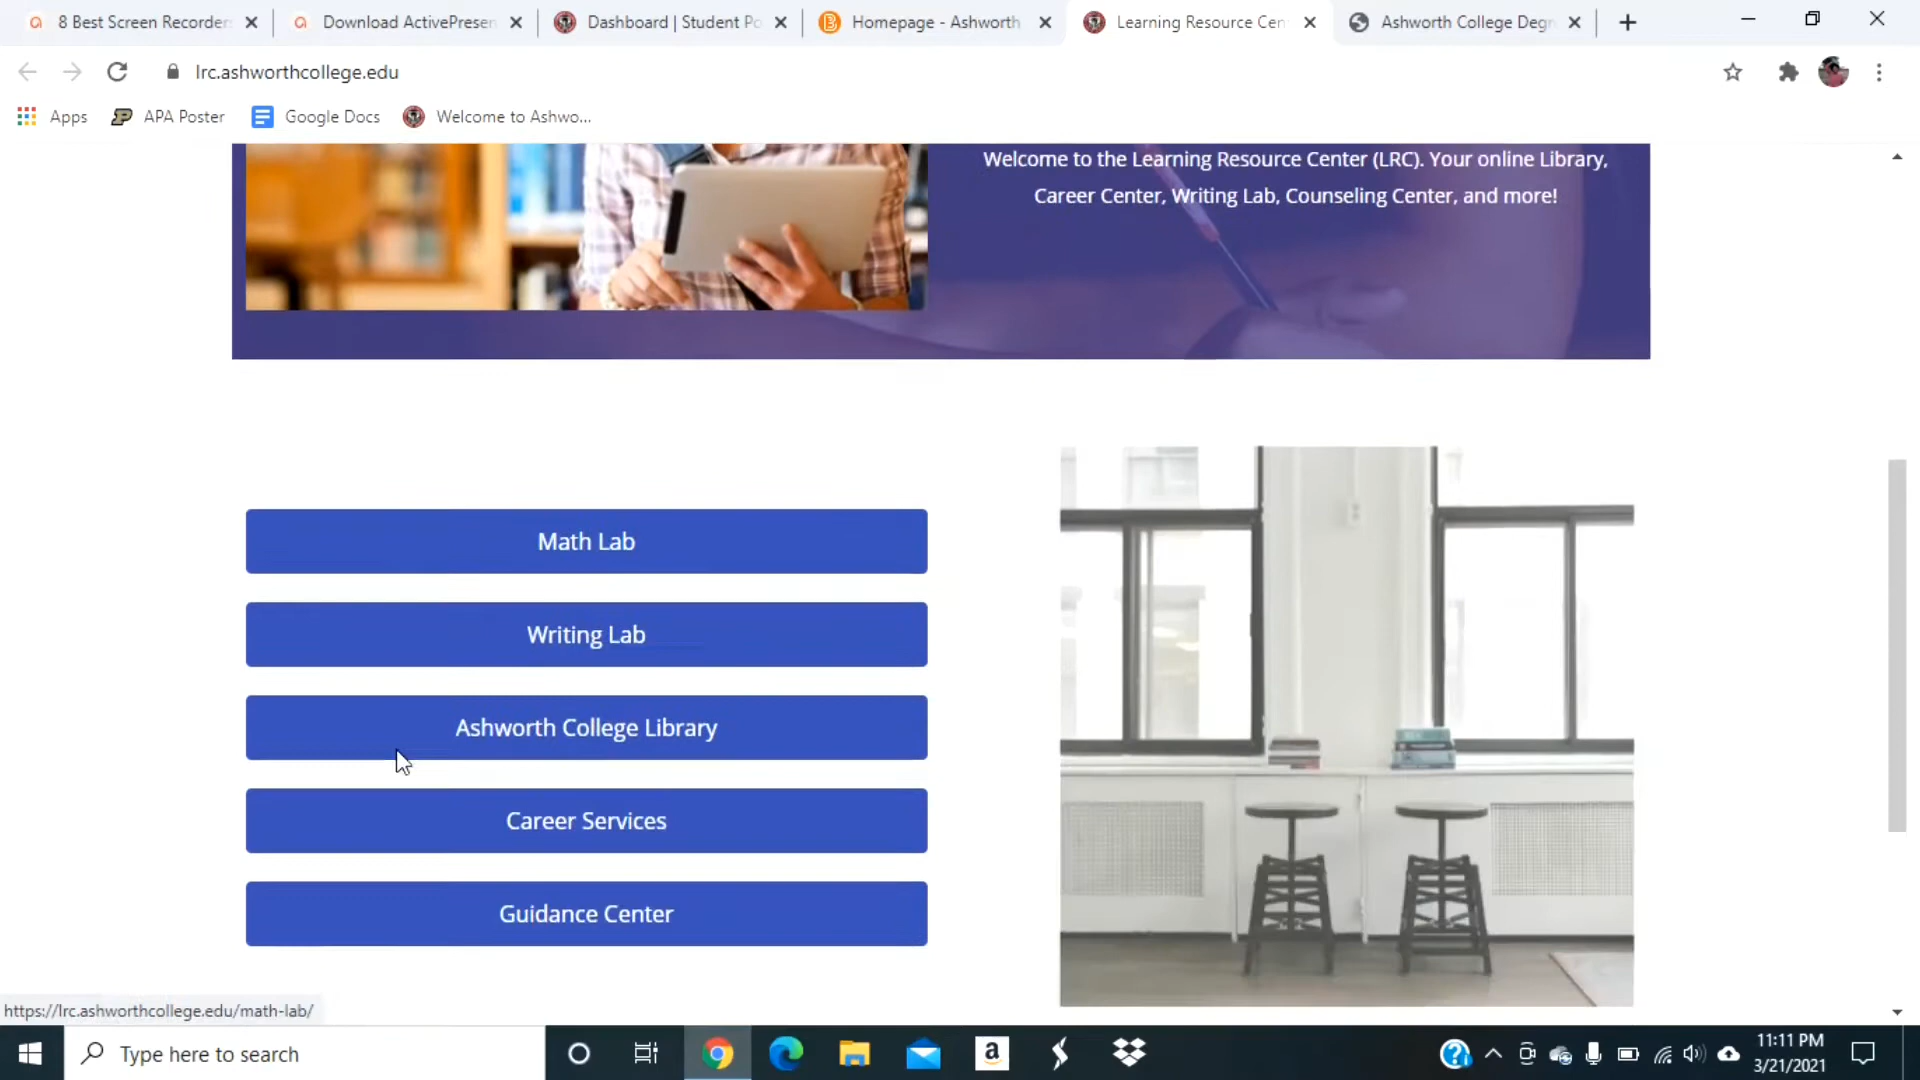 8 Best Screen Recorder
Download ActivePresen
Dashboard | Student Po
Homepage - Ashworth
Learning Resource Cen
Ashworth College Degr
lrc.ashworthcollege.edu
Apps
APA Poster
Google Docs
Welcome to Ashwo...
Welcome to the Learning Resource Center (LRC). Your online Library,
Career Center, Writing Lab, Counseling Center, and more!
Math Lab
Writing Lab
Ashworth College Library
Career Services
Guidance Center
https://lrc.ashworthcollege.edu/math-lab/
Type here to search
11:11 PM
3/21/2021